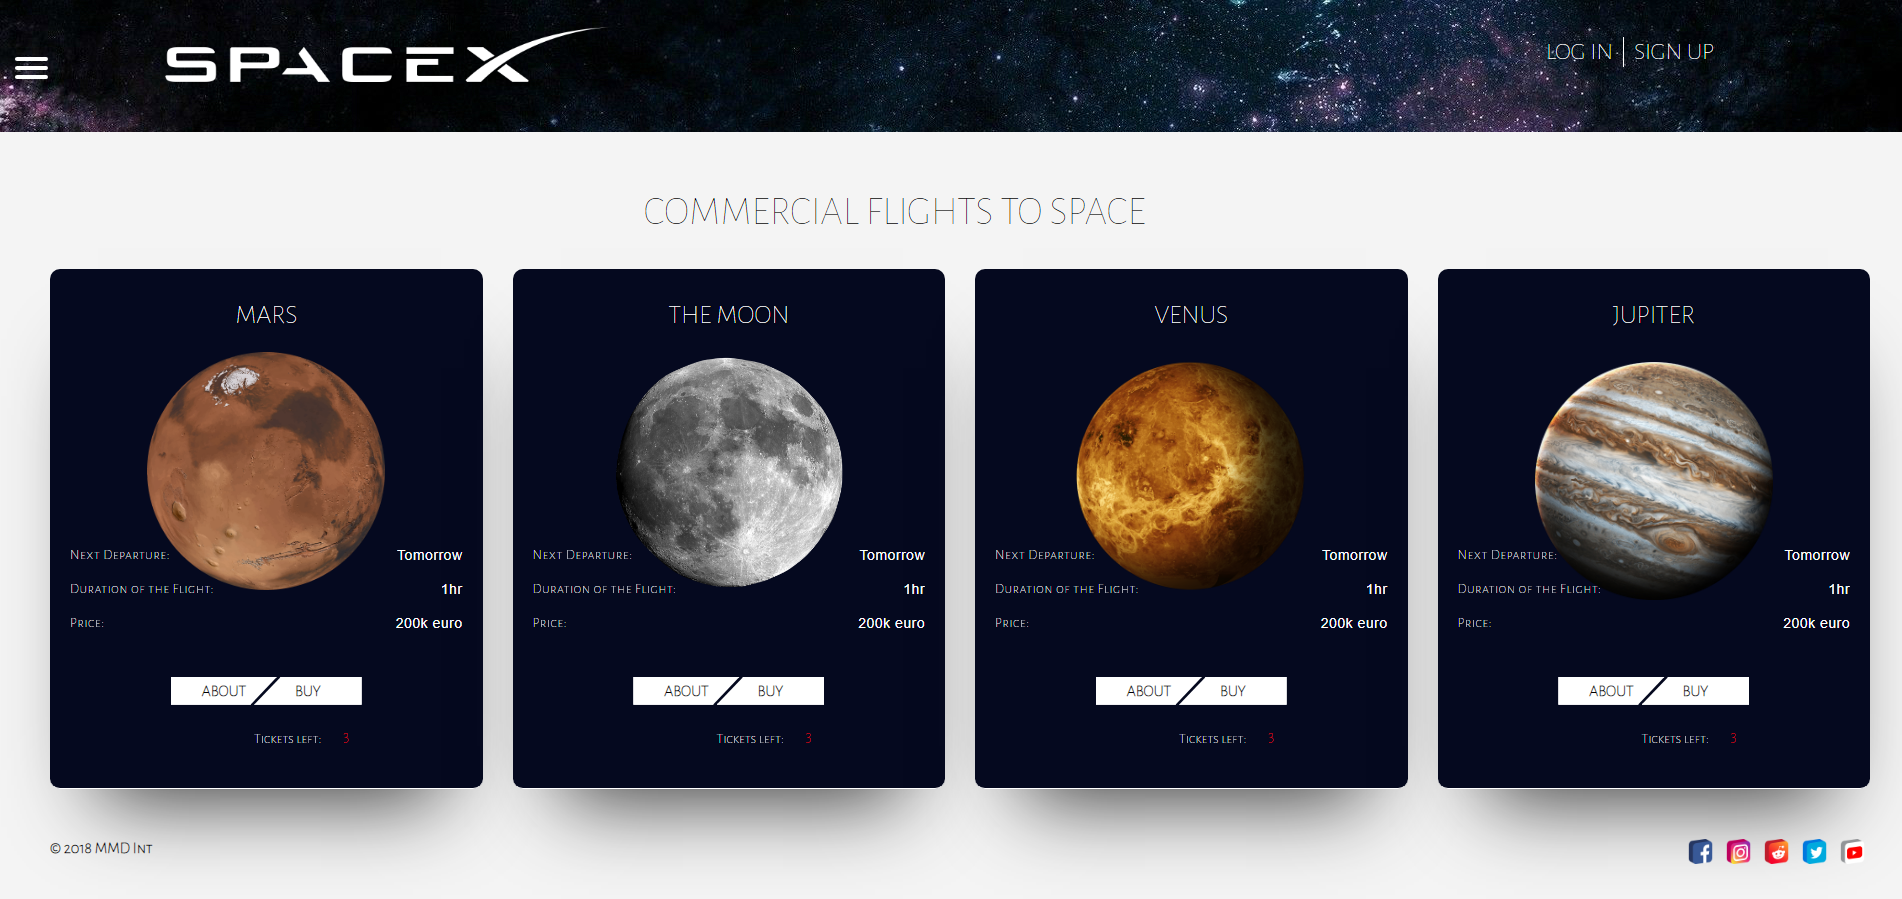 SPACEX
LOG IN | SIGN UP
COMMERCIAL FLIGHTS TO SPACE
MARS
Next Departure: Tomorrow
Duration of the Flight: 1hr
Price: 200k euro
ABOUT BUY
Tickets left: 3
THE MOON
Next Departure: Tomorrow
Duration of the Flight: 1hr
Price: 200k euro
ABOUT BUY
Tickets left: 3
VENUS
Next Departure: Tomorrow
Duration of the Flight: 1hr
Price: 200k euro
ABOUT BUY
Tickets left: 3
JUPITER
Next Departure: Tomorrow
Duration of the Flight: 1hr
Price: 200k euro
ABOUT BUY
Tickets left: 3
© 2018 MMD Int